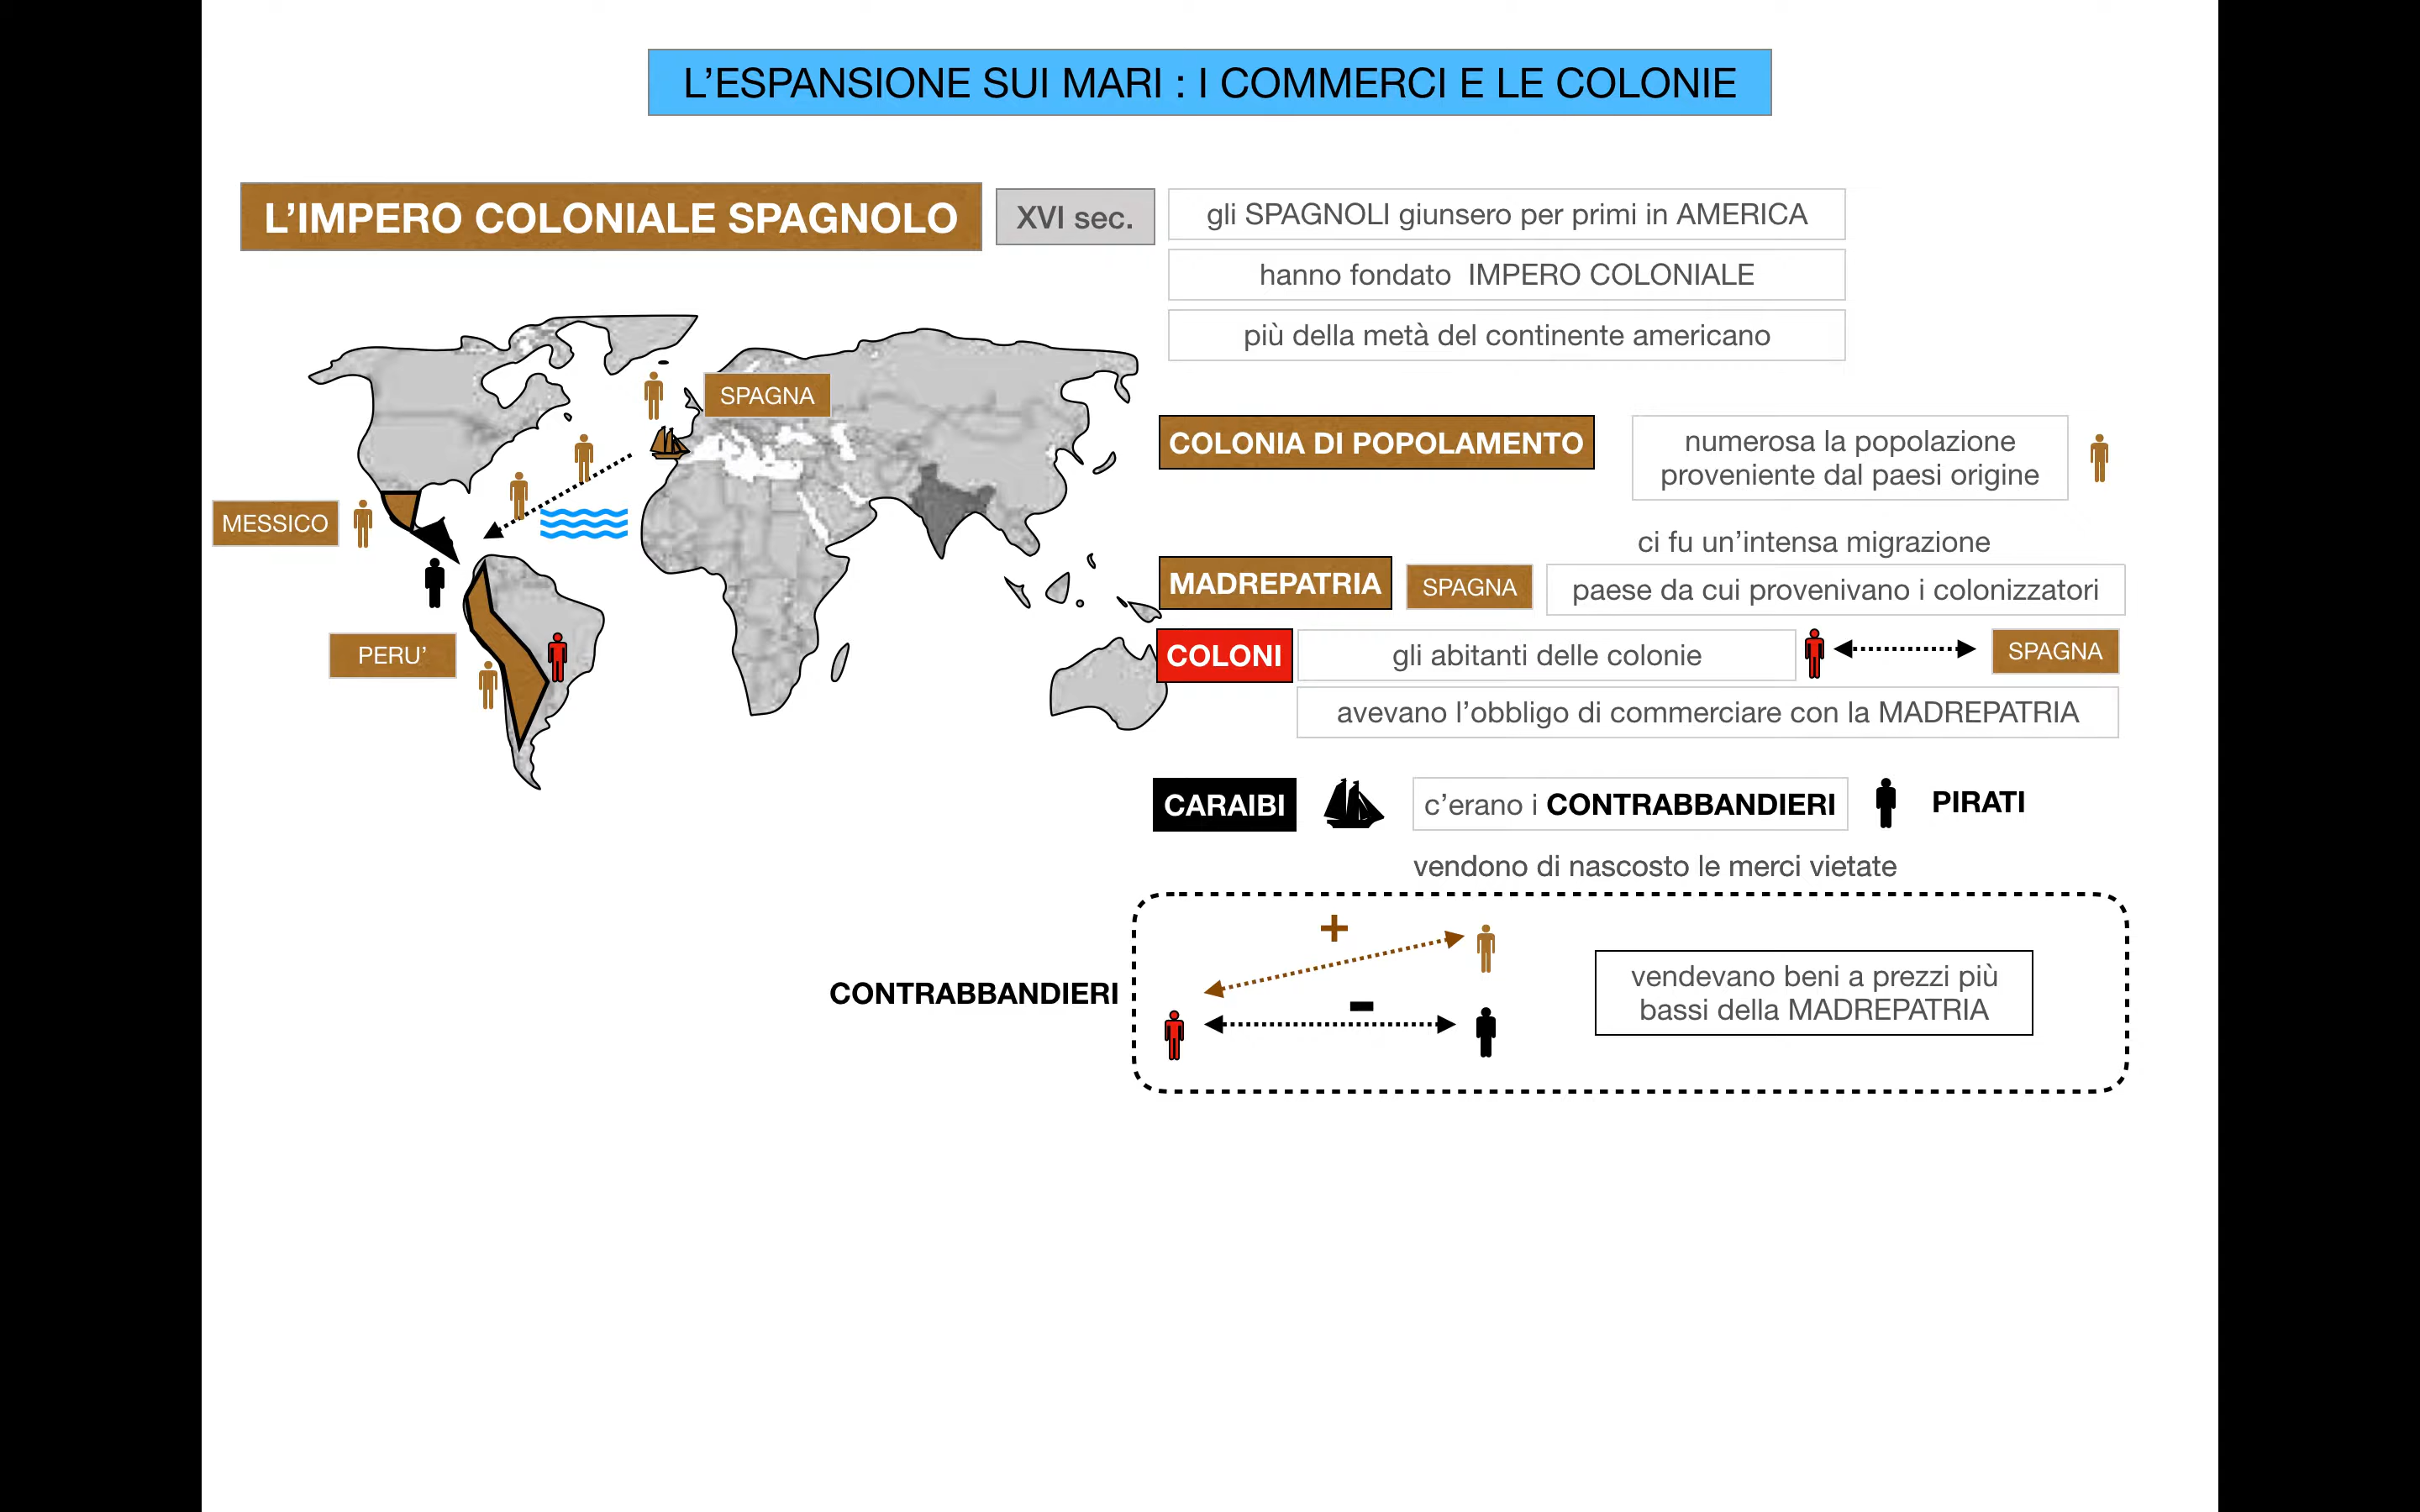 L'ESPANSIONE SUI MARI : I COMMERCI E LE COLONIE
L'IMPERO COLONIALE SPAGNOLO
XVI sec.
gli SPAGNOLI giunsero per primi in AMERICA
hanno fondato IMPERO COLONIALE
più della metà del continente americano
SPAGNA
MESSICO
PERU'
COLONIA DI POPOLAMENTO
numerosa la popolazione
proveniente dal paesi origine
ci fu un'intensa migrazione
MADREPATRIA
SPAGNA
paese da cui provenivano i colonizzatori
COLONI
gli abitanti delle colonie
SPAGNA
avevano l'obbligo di commerciare con la MADREPATRIA
CARAIBI
c'erano i CONTRABBANDIERI
PIRATI
vendono di nascosto le merci vietate
CONTRABBANDIERI
+
-
vendevano beni a prezzi più
bassi della MADREPATRIA